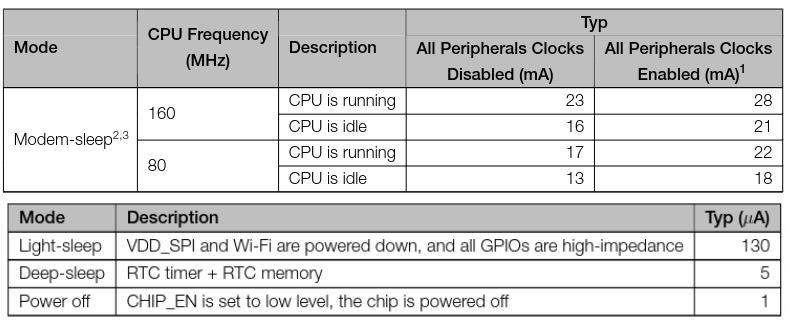 Mode CPU Frequency (MHz) Description Typ
All Peripherals Clocks Disabled (mA) All Peripherals Clocks Enabled (mA)1
Modem-sleep2,3 160 CPU is running 23 28
CPU is idle 16 21
80 CPU is running 17 22
CPU is idle 13 18
Mode Description Typ (μA)
Light-sleep VDD_SPI and Wi-Fi are powered down, and all GPIOs are high-impedance 130
Deep-sleep RTC timer + RTC memory 5
Power off CHIP_EN is set to low level, the chip is powered off 1